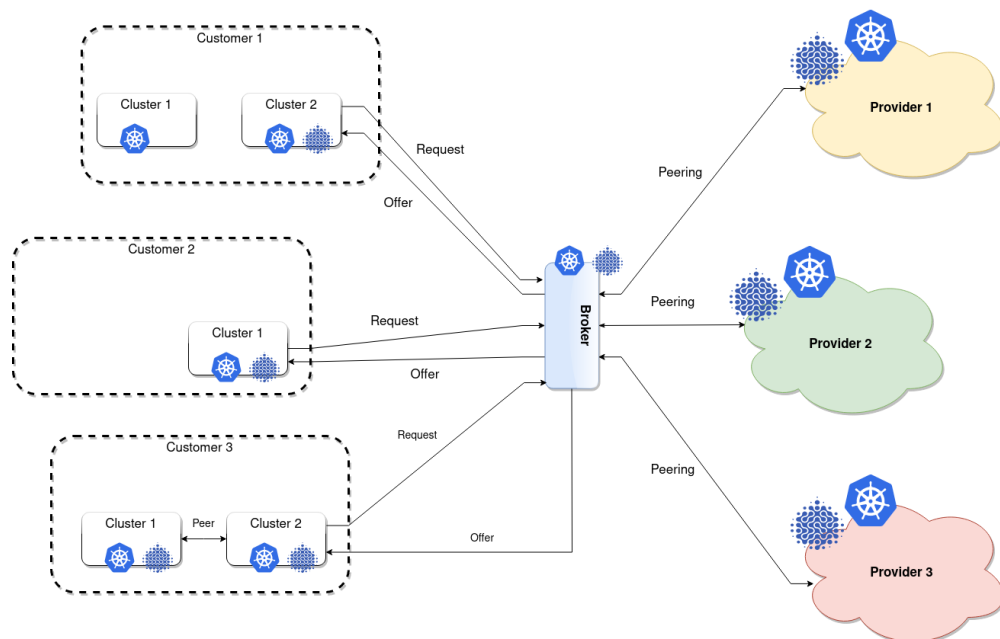 Customer 1
Cluster 1
Cluster 2
Request
Offer
Customer 2
Cluster 1
Request
Offer
Customer 3
Cluster 1
Peer
Cluster 2
Request
Offer
Broker
Peering
Provider 1
Peering
Provider 2
Peering
Provider 3